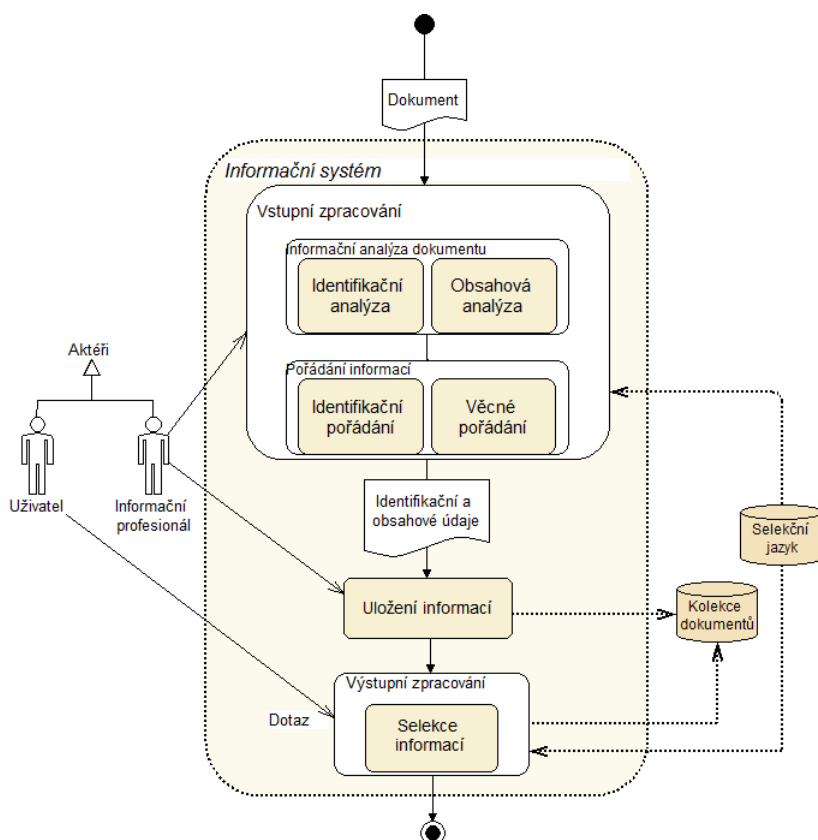 Dokument
Informační systém
Vstupní zpracování
Informační analýza dokumentu
Identifikační
analýza
Obsahová
analýza
Pořádání informací
Identifikační
pořádání
Věcné
pořádání
Aktéři
Uživatel
Informační
profesionál
Identifikační a
obsahové údaje
Selekční
jazyk
Uložení informací
Kolekce
dokumentů
Výstupní zpracování
Dotaz
Selekce
informací